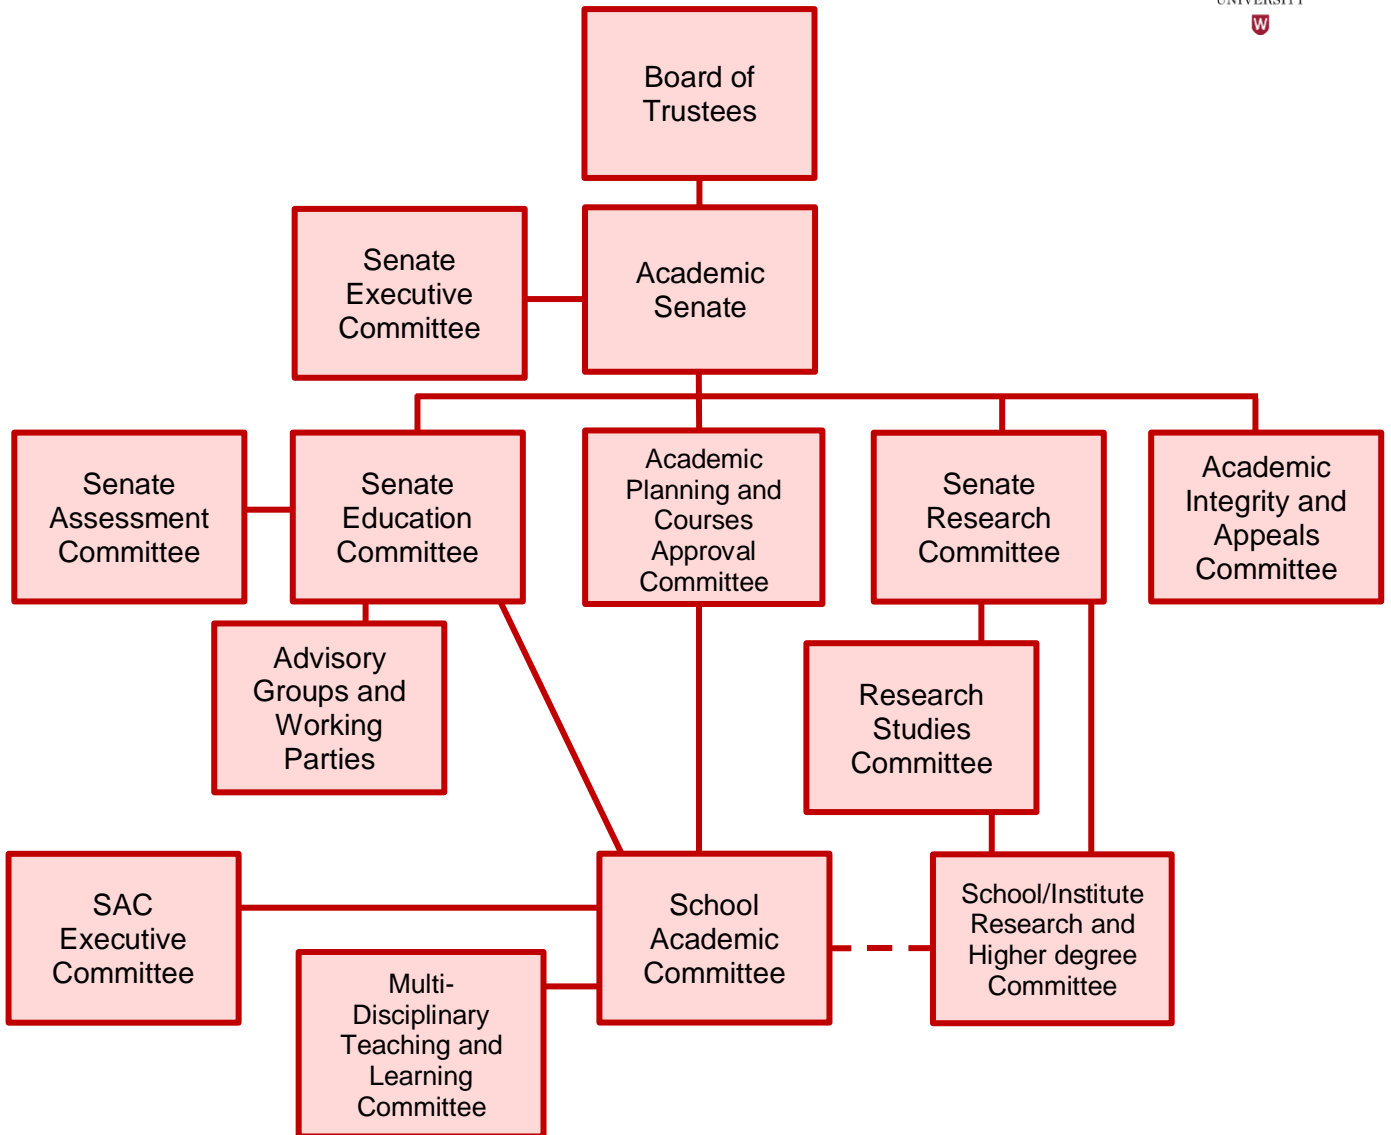 UNIVERSITY
W
Board of
Trustees
Senate
Executive
Committee
Academic
Senate
Senate
Assessment
Committee
Senate
Education
Committee
Academic
Planning and
Courses
Approval
Committee
Senate
Research
Committee
Academic
Integrity and
Appeals
Committee
Advisory
Groups and
Working
Parties
Research
Studies
Committee
SAC
Executive
Committee
Multi-
Disciplinary
Teaching and
Learning
Committee
School
Academic
Committee
School/Institute
Research and
Higher degree
Committee